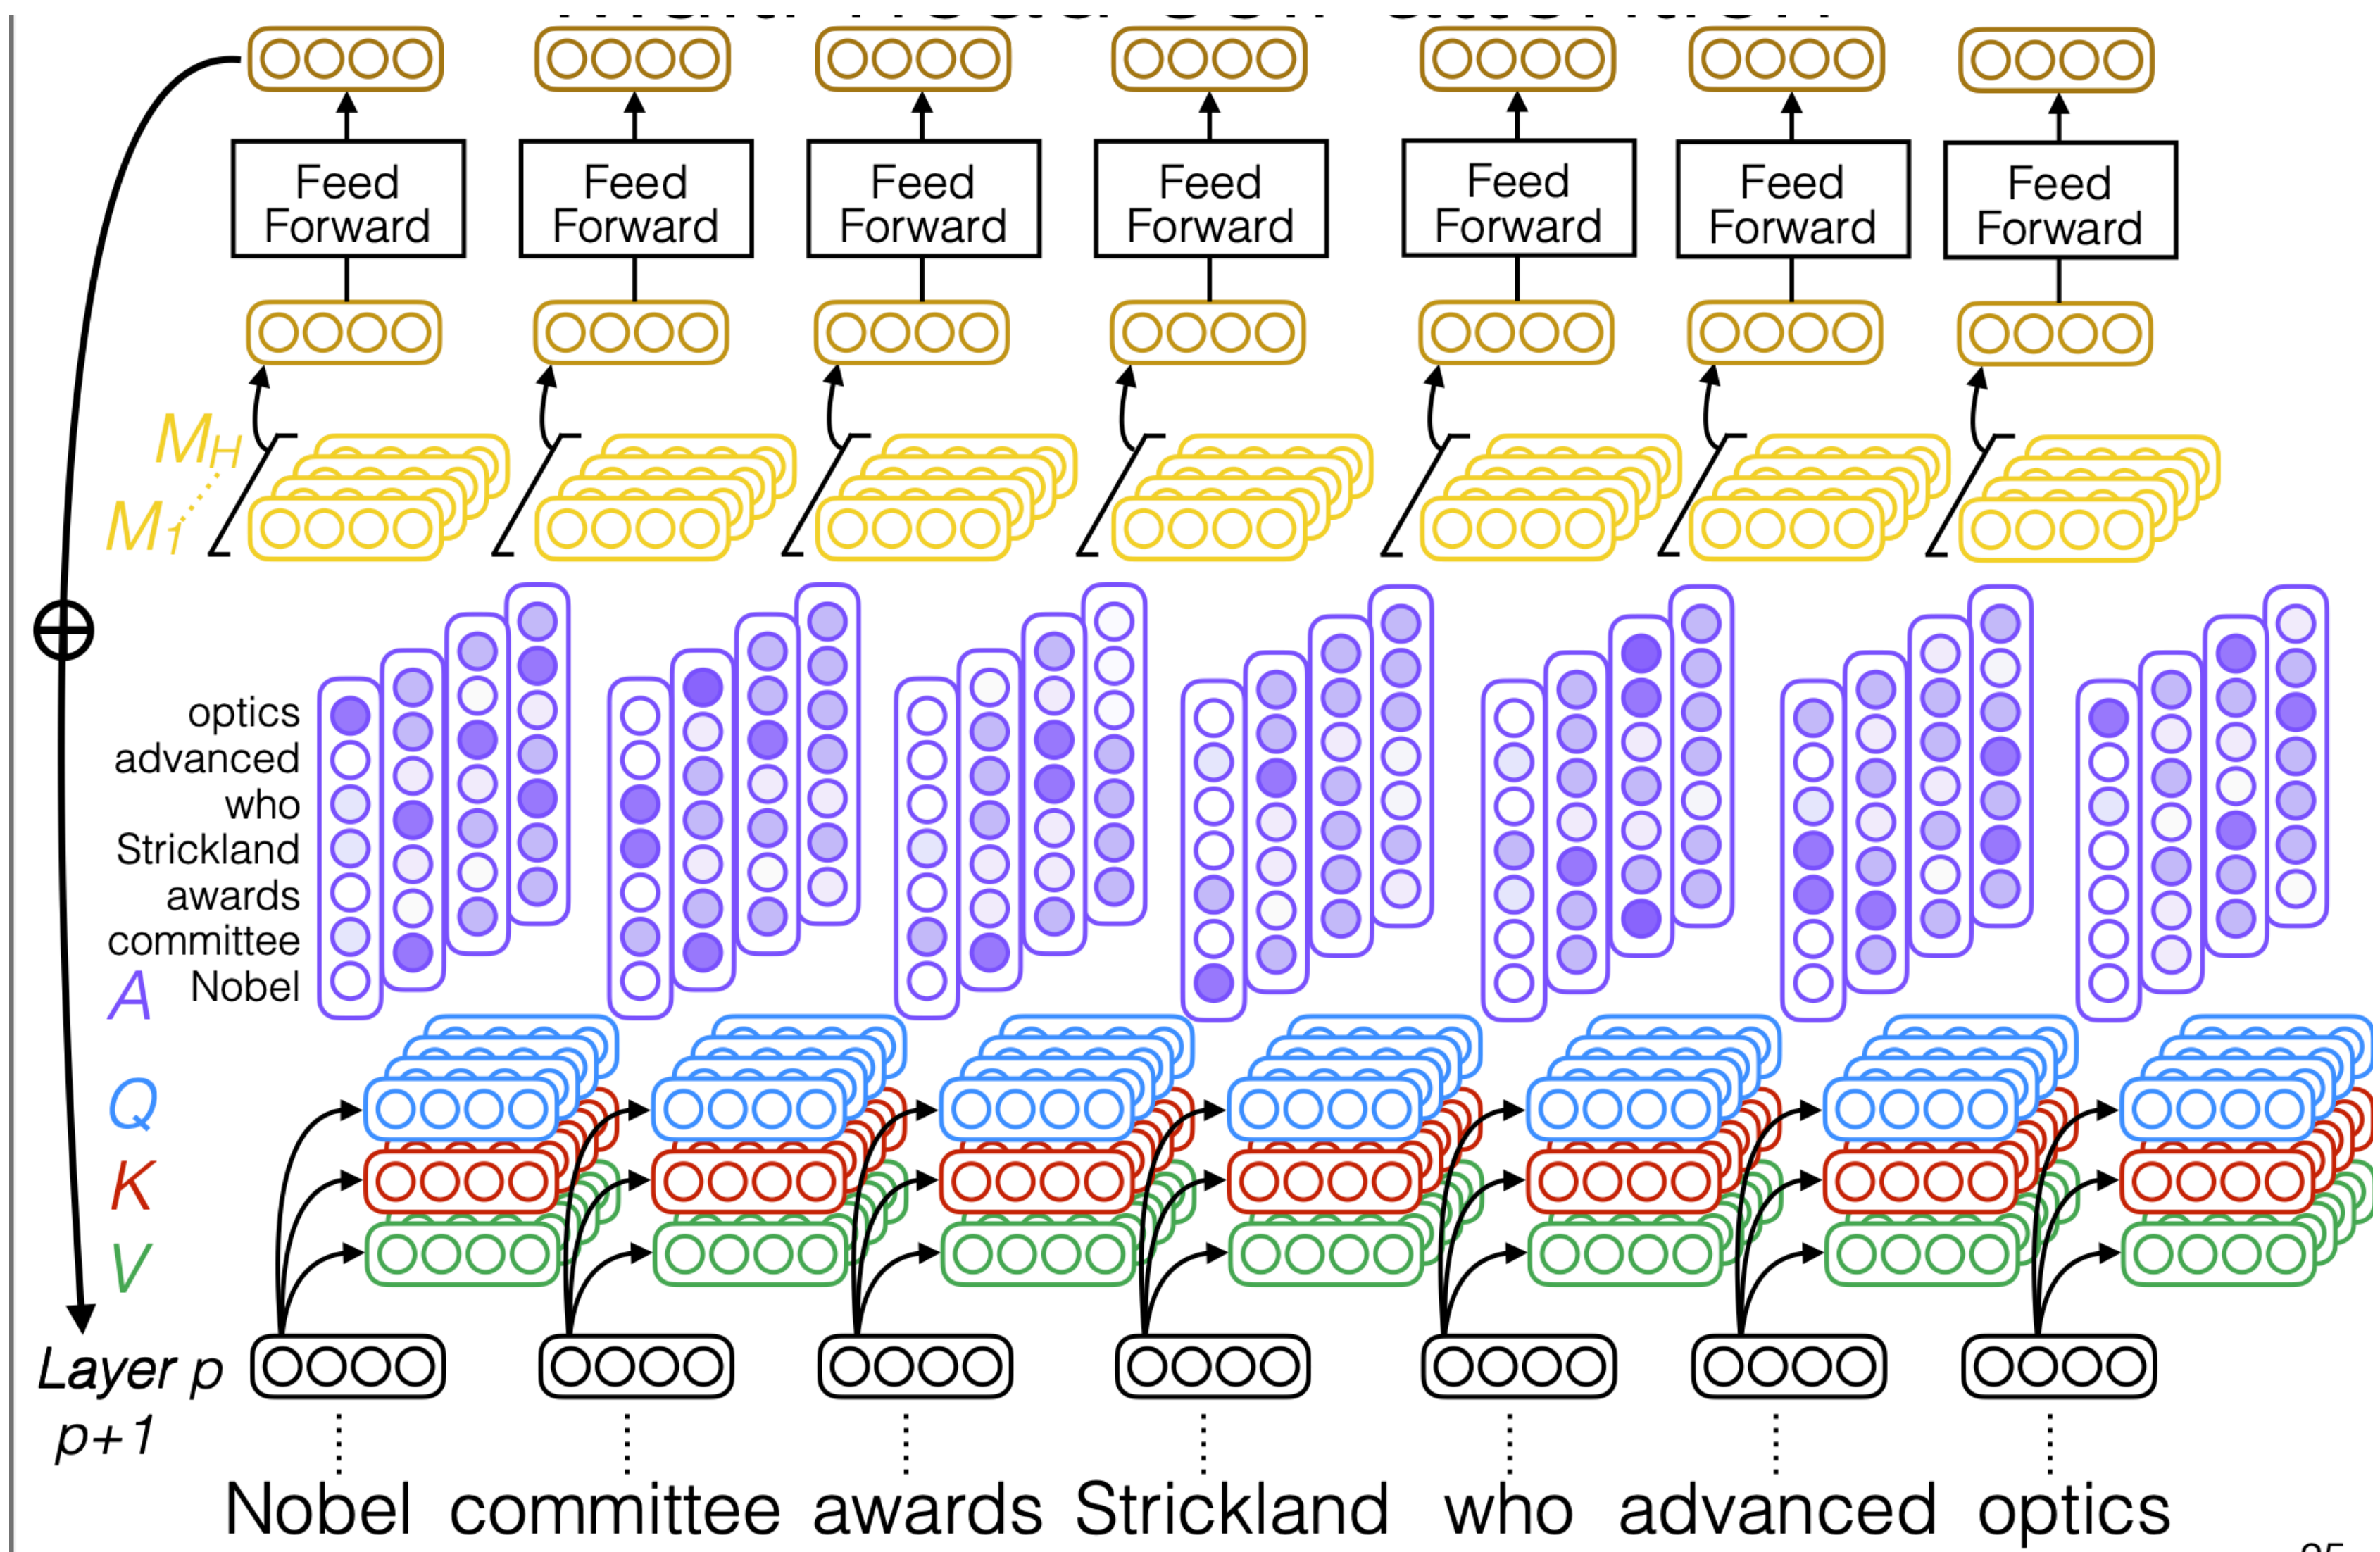 Feed Forward Feed Forward Feed Forward Feed Forward Feed Forward Feed Forward Feed Forward
M_H
M_1
optics
advanced
who
Strickland
awards
committee
Nobel
A
Q
K
V
Layer p
p+1
Nobel committee awards Strickland who advanced optics